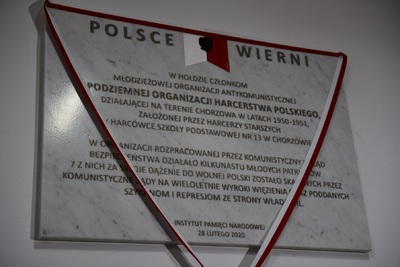 POLSCE WIERNI
W HOŁDZIE CZŁONKOM
MŁODZIEŻOWEJ ORGANIZACJI ANTYKOMUNISTYCZNEJ
PODZIEMNEJ ORGANIZACJI HARCERSTWA POLSKIEGO,
DZIAŁAJĄCEJ NA TERENIE CHORZOWA W LATACH 1950-1951,
ZAŁOŻONEJ PRZEZ HARCERZY STARSZYCH
HARCÓWCE SZKOŁY PODSTAWOWEJ NR 13 W CHORZOWIE.
W ORGANIZACJI ROZPRACOWANEJ PRZEZ KOMUNISTYCZNY
BEZPIECZEŃSTWA DZIAŁAŁO KILKUNASTU MŁODYCH PATRIOTÓW.
7 Z NICH ZA DĄŻENIE DO WOLNEJ POLSKI ZOSTAŁO PRZEZ
KOMUNISTYCZNE NA WIELOLETNIE WYROKI WIĘZIENIA PODDANYCH
I REPRESJOM ZE STRONY
INSTYTUT PAMIĘCI NARODOWEJ
28 LUTEGO 2020